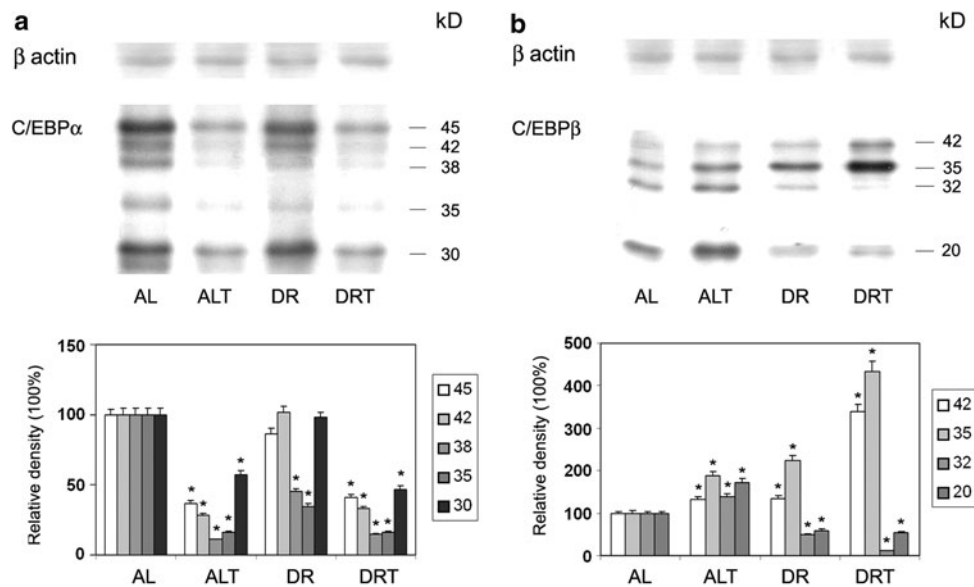 a
kD
β actin
C/EBPα
45
42
38
35
30
AL ALT DR DRT
Relative density (100%)
150
100
50
0
* * * * *
* *
* * * * *
AL ALT DR DRT
45
42
38
35
30
b
kD
β actin
C/EBPβ
42
35
32
20
AL ALT DR DRT
Relative density (100%)
500
400
300
200
100
0
* * * *
* * * *
* * * *
AL ALT DR DRT
42
35
32
20